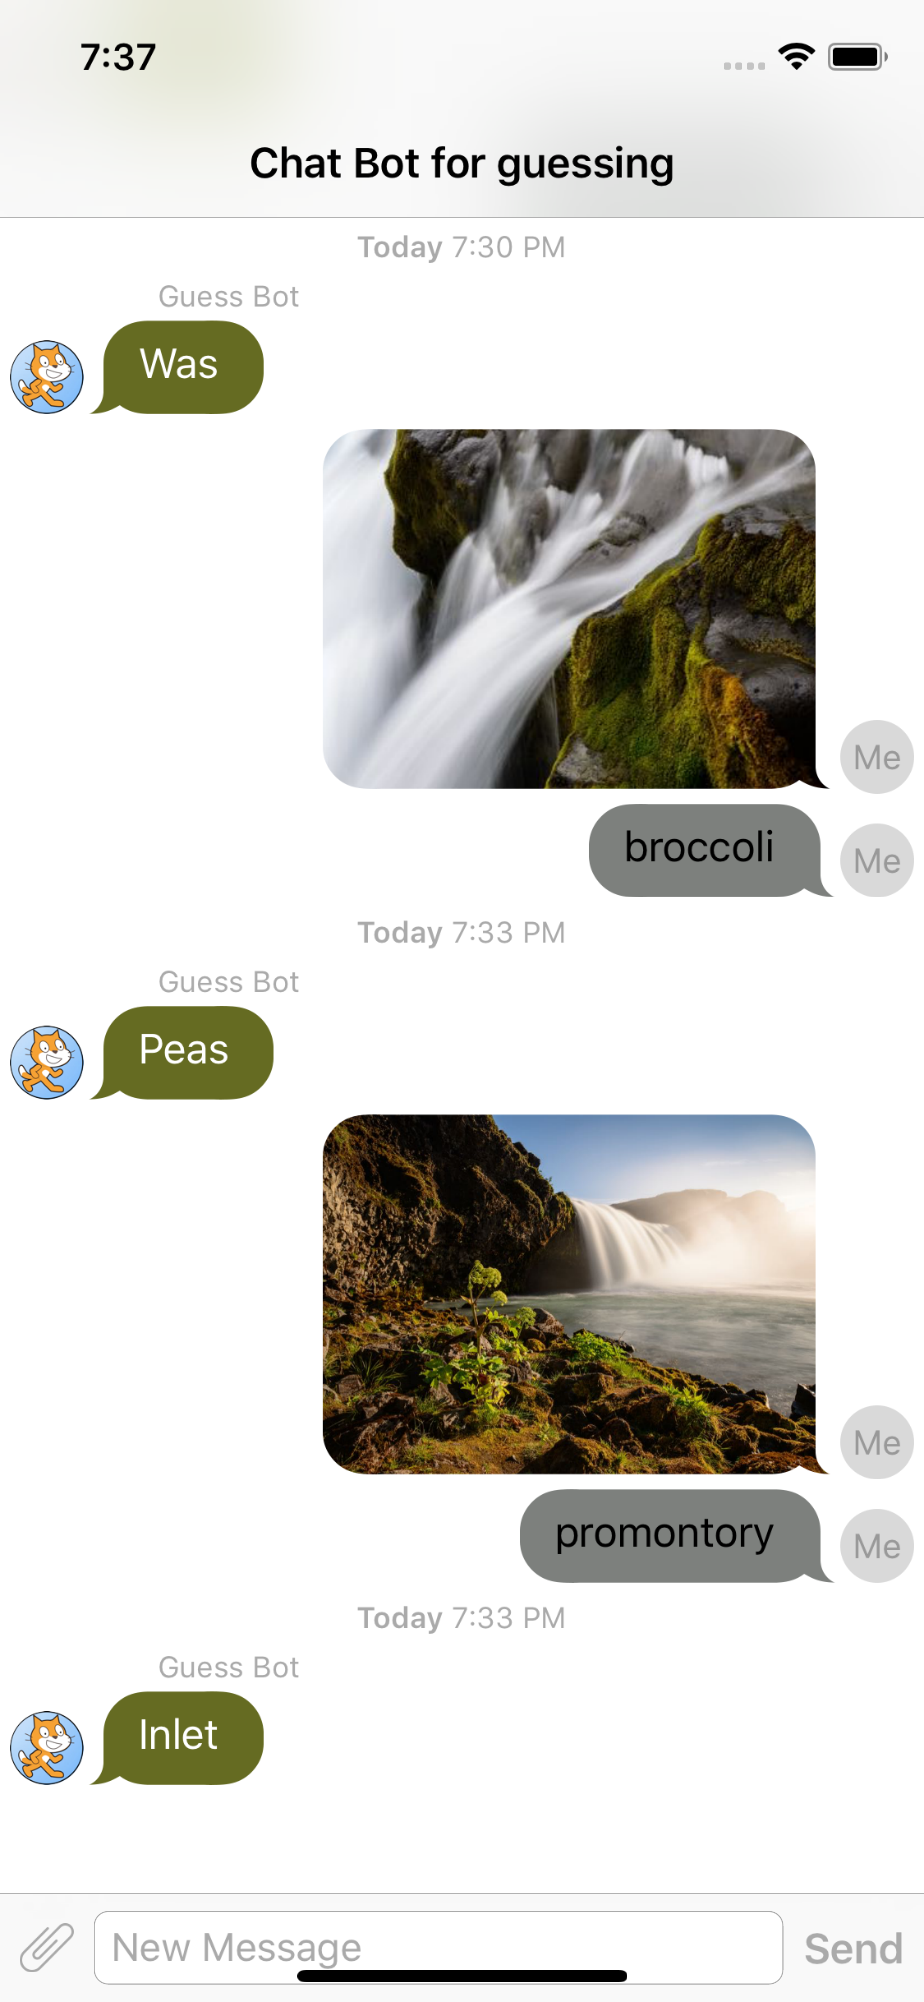 7:37
Chat Bot for guessing
Today 7:30 PM
Guess Bot
Was
Me
broccoli
Me
Today 7:33 PM
Guess Bot
Peas
Me
promontory
Me
Today 7:33 PM
Guess Bot
Inlet
New Message
Send